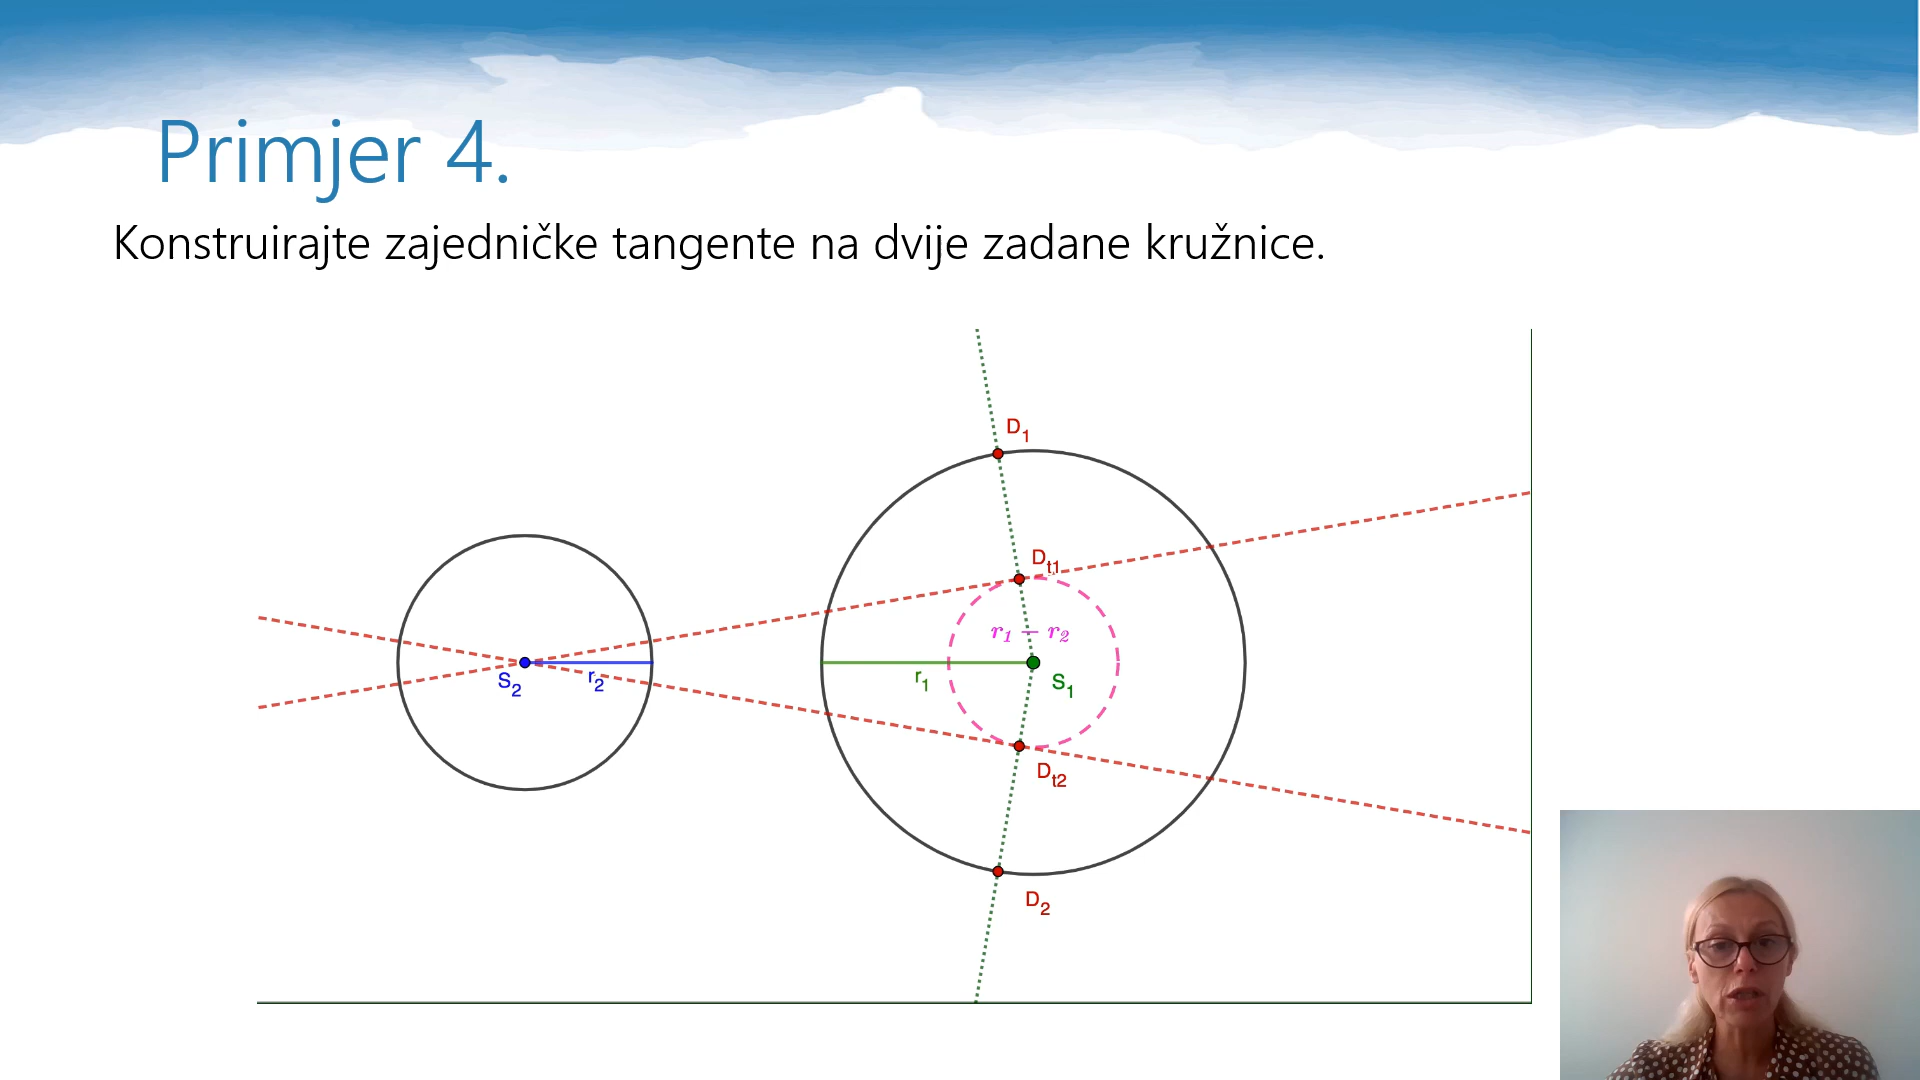 Primjer 4.
Konstruirajte zajedničke tangente na dvije zadane kružnice.
D1
Dt1
r1 − r2
S2
r2
r1
S1
Dt2
D2